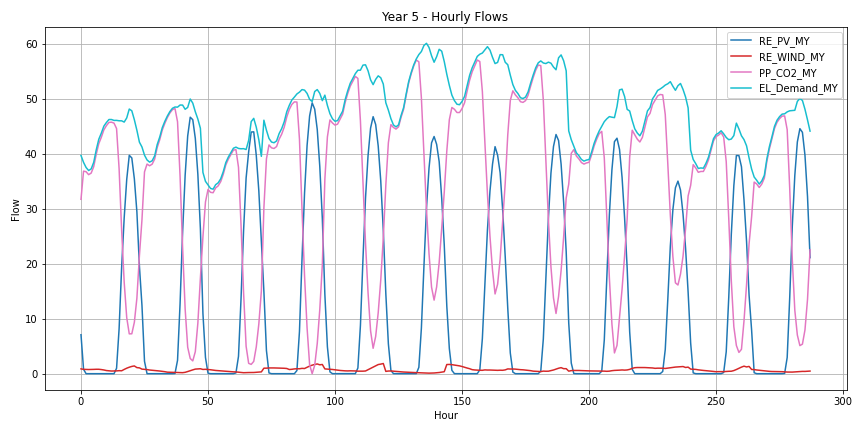 Year 5 - Hourly Flows
RE_PV_MY
RE_WIND_MY
PP_CO2_MY
EL_Demand_MY
60
50
40
30
20
10
0
Flow
0
50
100
150
200
250
300
Hour